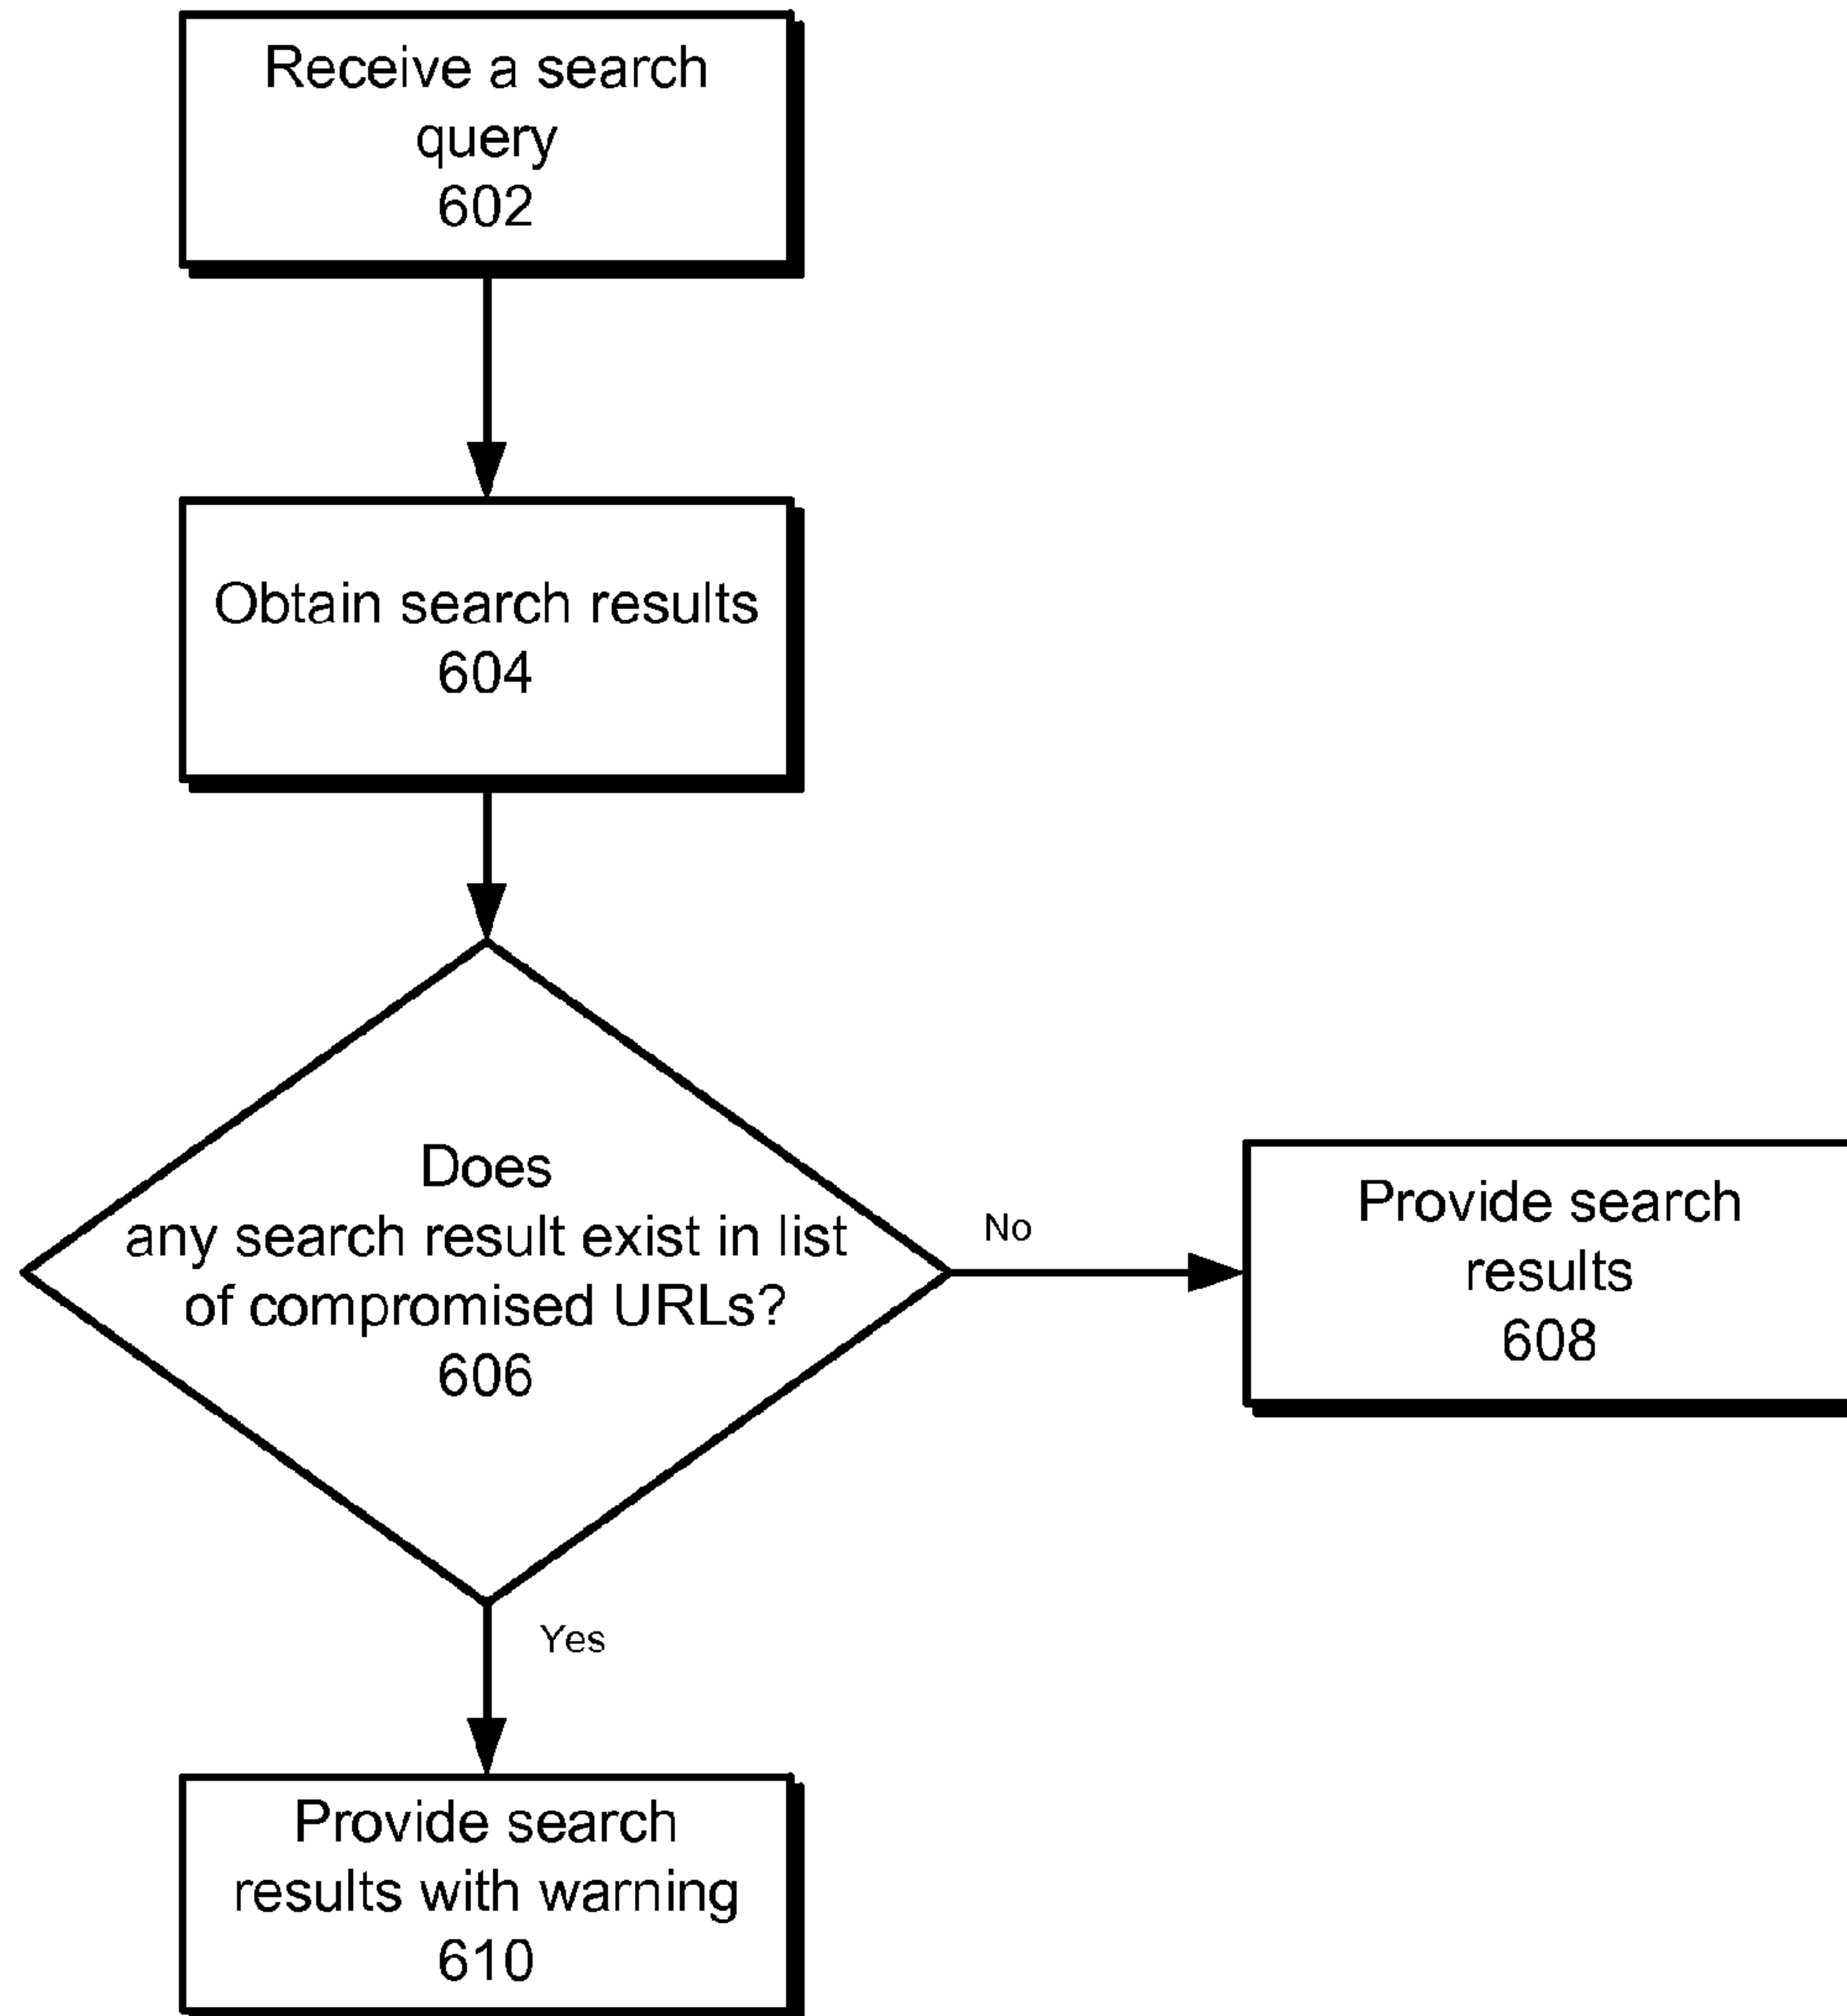 Receive a search
query
602
Obtain search results
604
Does
any search result exist in list
of compromised URLs?
606
No
Provide search
results
608
Yes
Provide search
results with warning
610